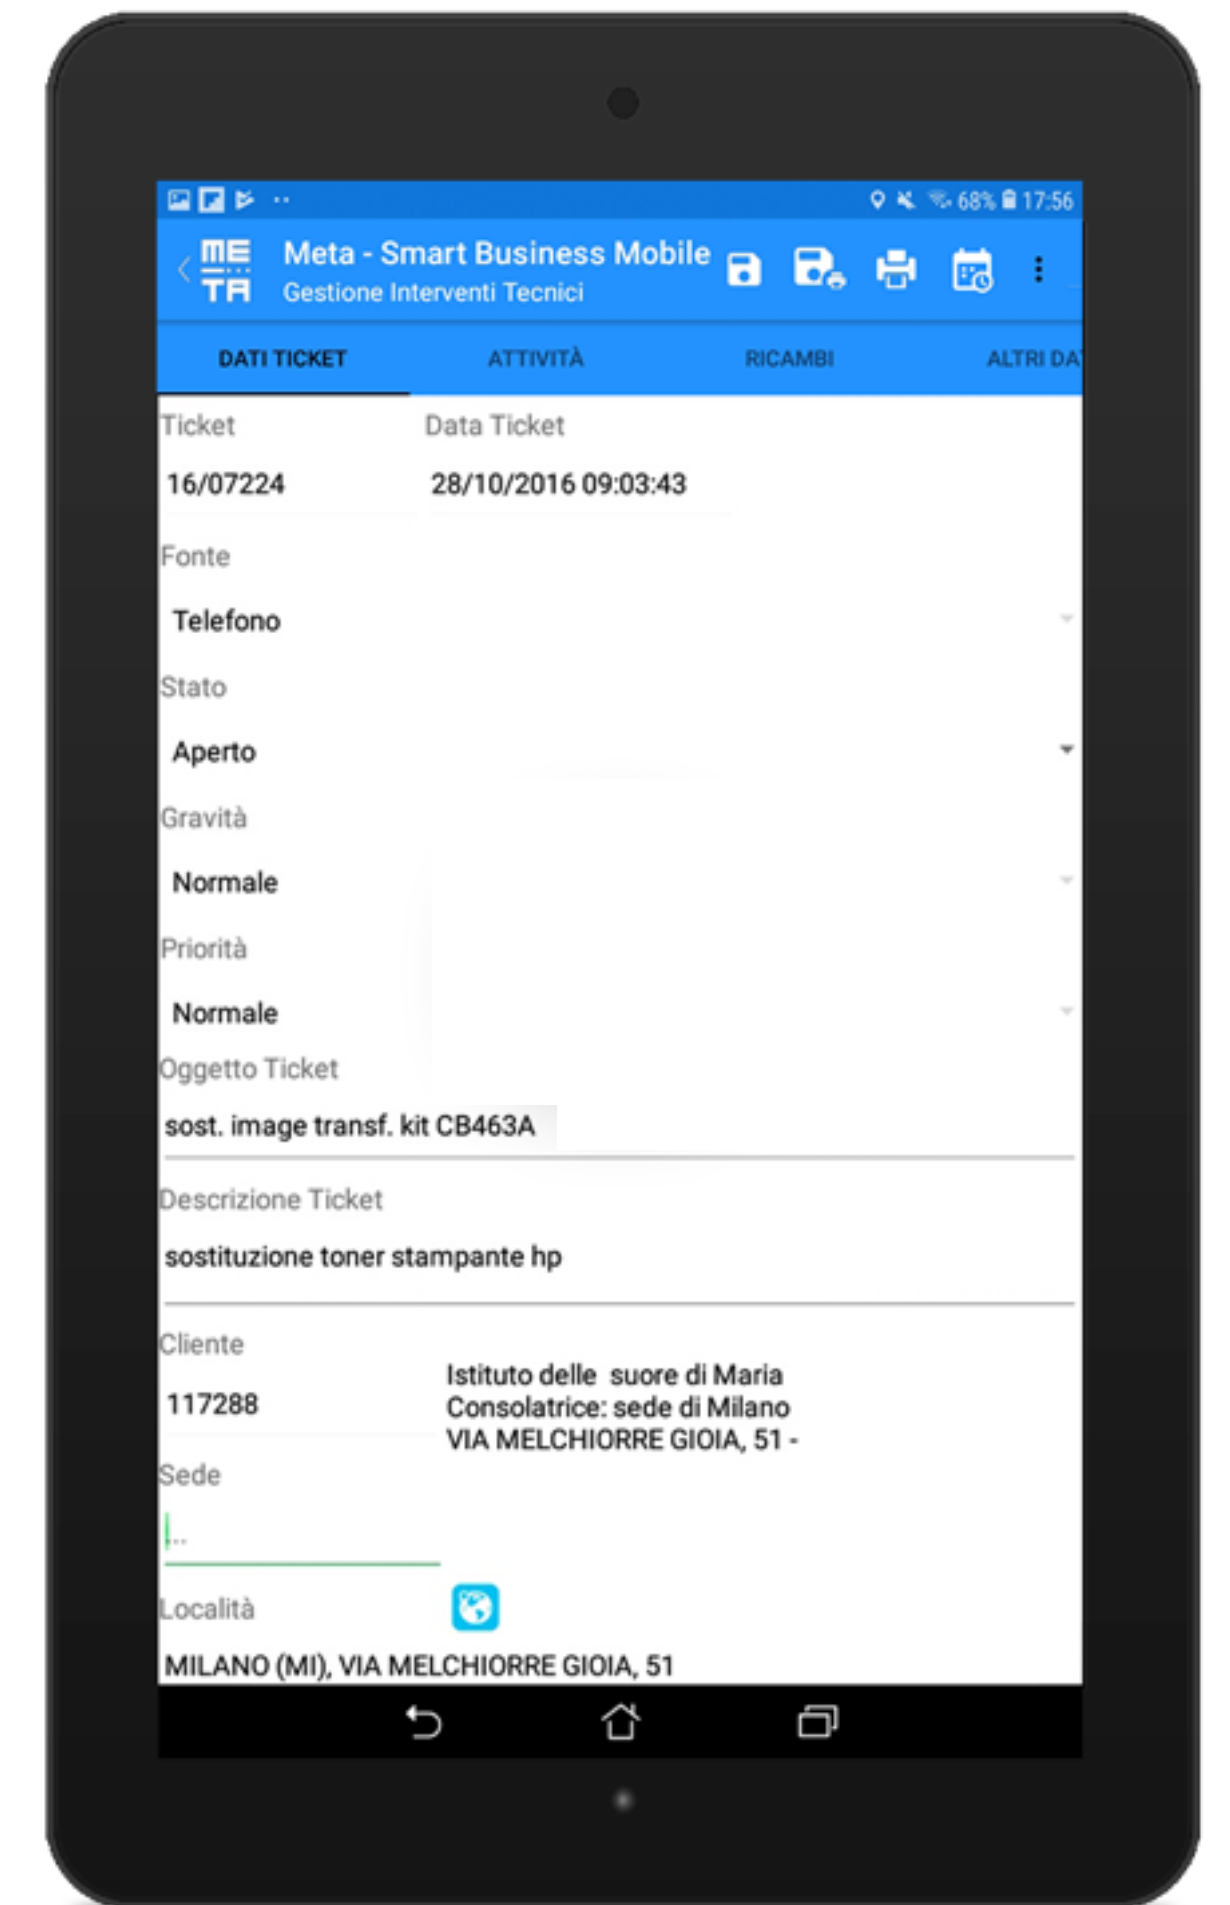 68% 17:56
META
Meta - Smart Business Mobile
Gestione Interventi Tecnici
DATI TICKET ATTIVITÀ RICAMBI ALTRI DA
Ticket Data Ticket
16/07224 28/10/2016 09:03:43
Fonte
Telefono
Stato
Aperto
Gravità
Normale
Priorità
Normale
Oggetto Ticket
sost. image transf. kit CB463A
Descrizione Ticket
sostituzione toner stampante hp
Cliente
117288
Istituto delle suore di Maria
Consolatrice: sede di Milano
VIA MELCHIORRE GIOIA, 51 -
Sede
...
Località
MILANO (MI), VIA MELCHIORRE GIOIA, 51